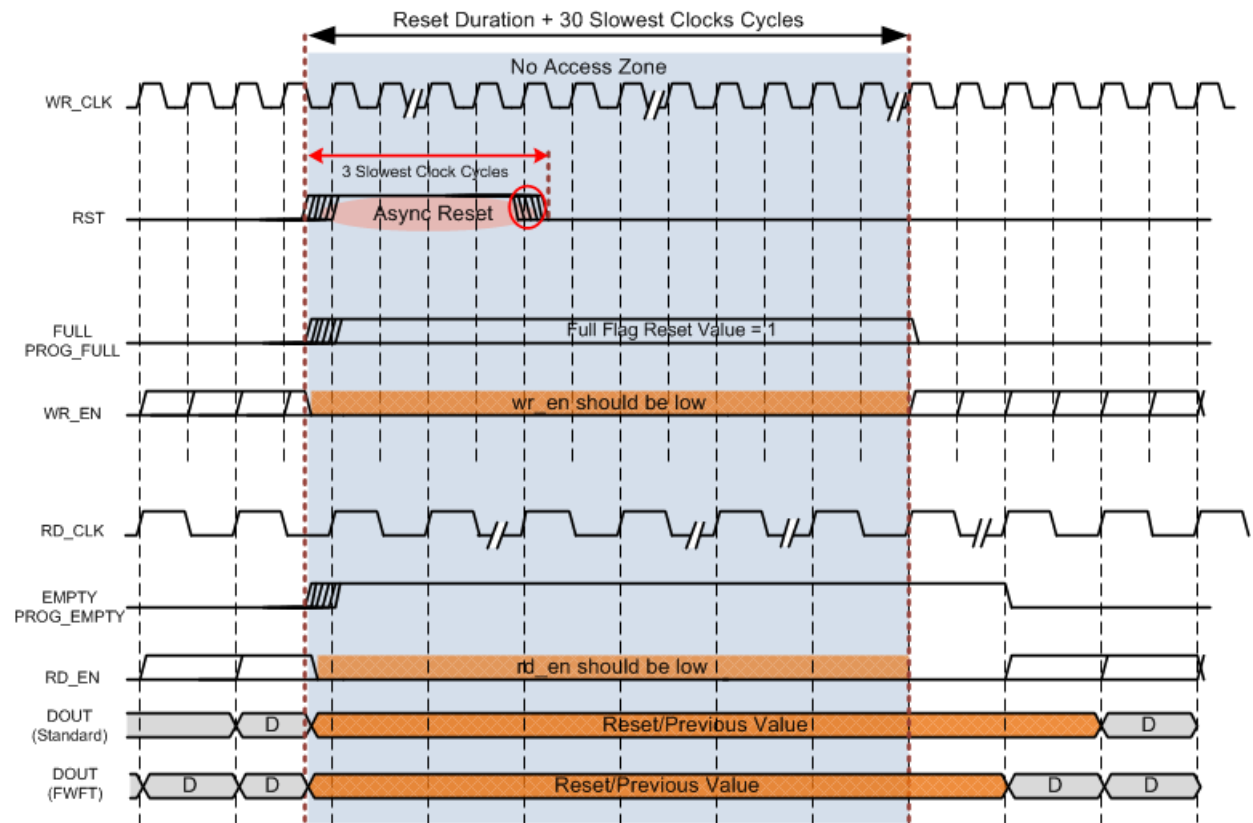 Reset Duration + 30 Slowest Clocks Cycles
No Access Zone
WR_CLK
3 Slowest Clock Cycles
RST
Async Reset
FULL
PROG_FULL
Full Flag Reset Value = 1
WR_EN
wr_en should be low
RD_CLK
EMPTY
PROG_EMPTY
RD_EN
rd_en should be low
DOUT
(Standard)
D
Reset/Previous Value
D
DOUT
(FWFT)
D
D
Reset/Previous Value
D
D